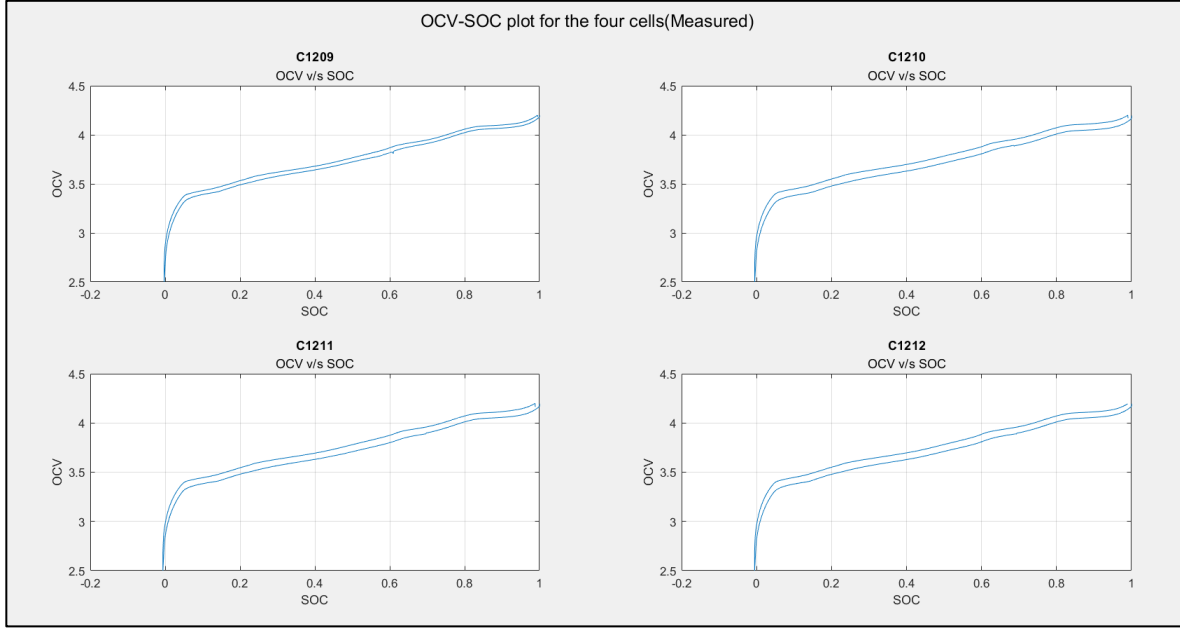 OCV-SOC plot for the four cells(Measured)
C1209
OCV v/s SOC
4.5
4
3.5
3
2.5
OCV
-0.2 0 0.2 0.4 0.6 0.8 1
SOC
C1210
OCV v/s SOC
4.5
4
3.5
3
2.5
OCV
-0.2 0 0.2 0.4 0.6 0.8 1
SOC
C1211
OCV v/s SOC
4.5
4
3.5
3
2.5
OCV
-0.2 0 0.2 0.4 0.6 0.8 1
SOC
C1212
OCV v/s SOC
4.5
4
3.5
3
2.5
OCV
-0.2 0 0.2 0.4 0.6 0.8 1
SOC